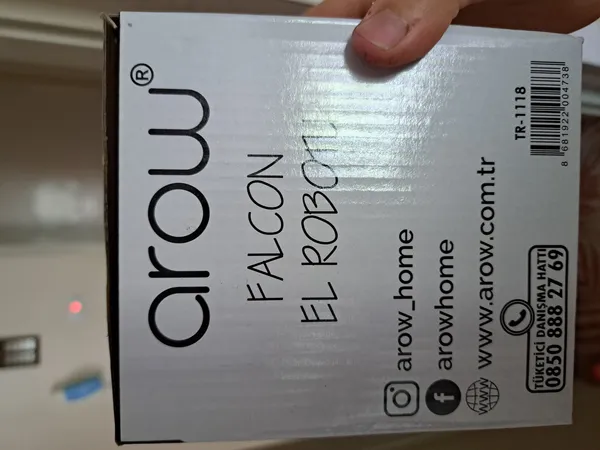 arow®
FALCON
EL ROBOTU
arow_home
arowhome
www www.arow.com.tr
TÜKETİCİ DANIŞMA HATTI
0850 888 27 69
TR-1118
8 681922 004738